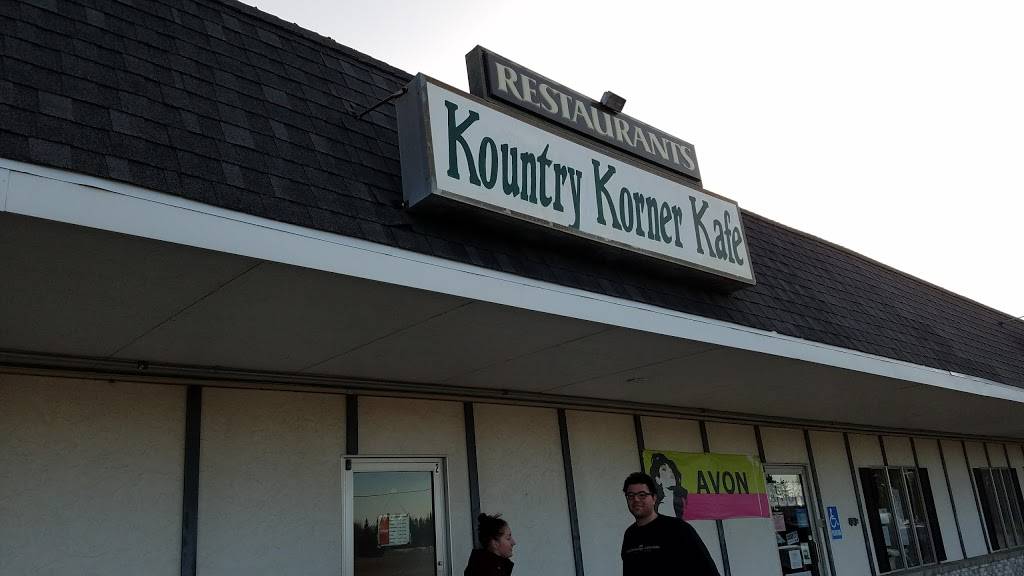 RESTAURANTS
Kountry Korner Kafe
AVON